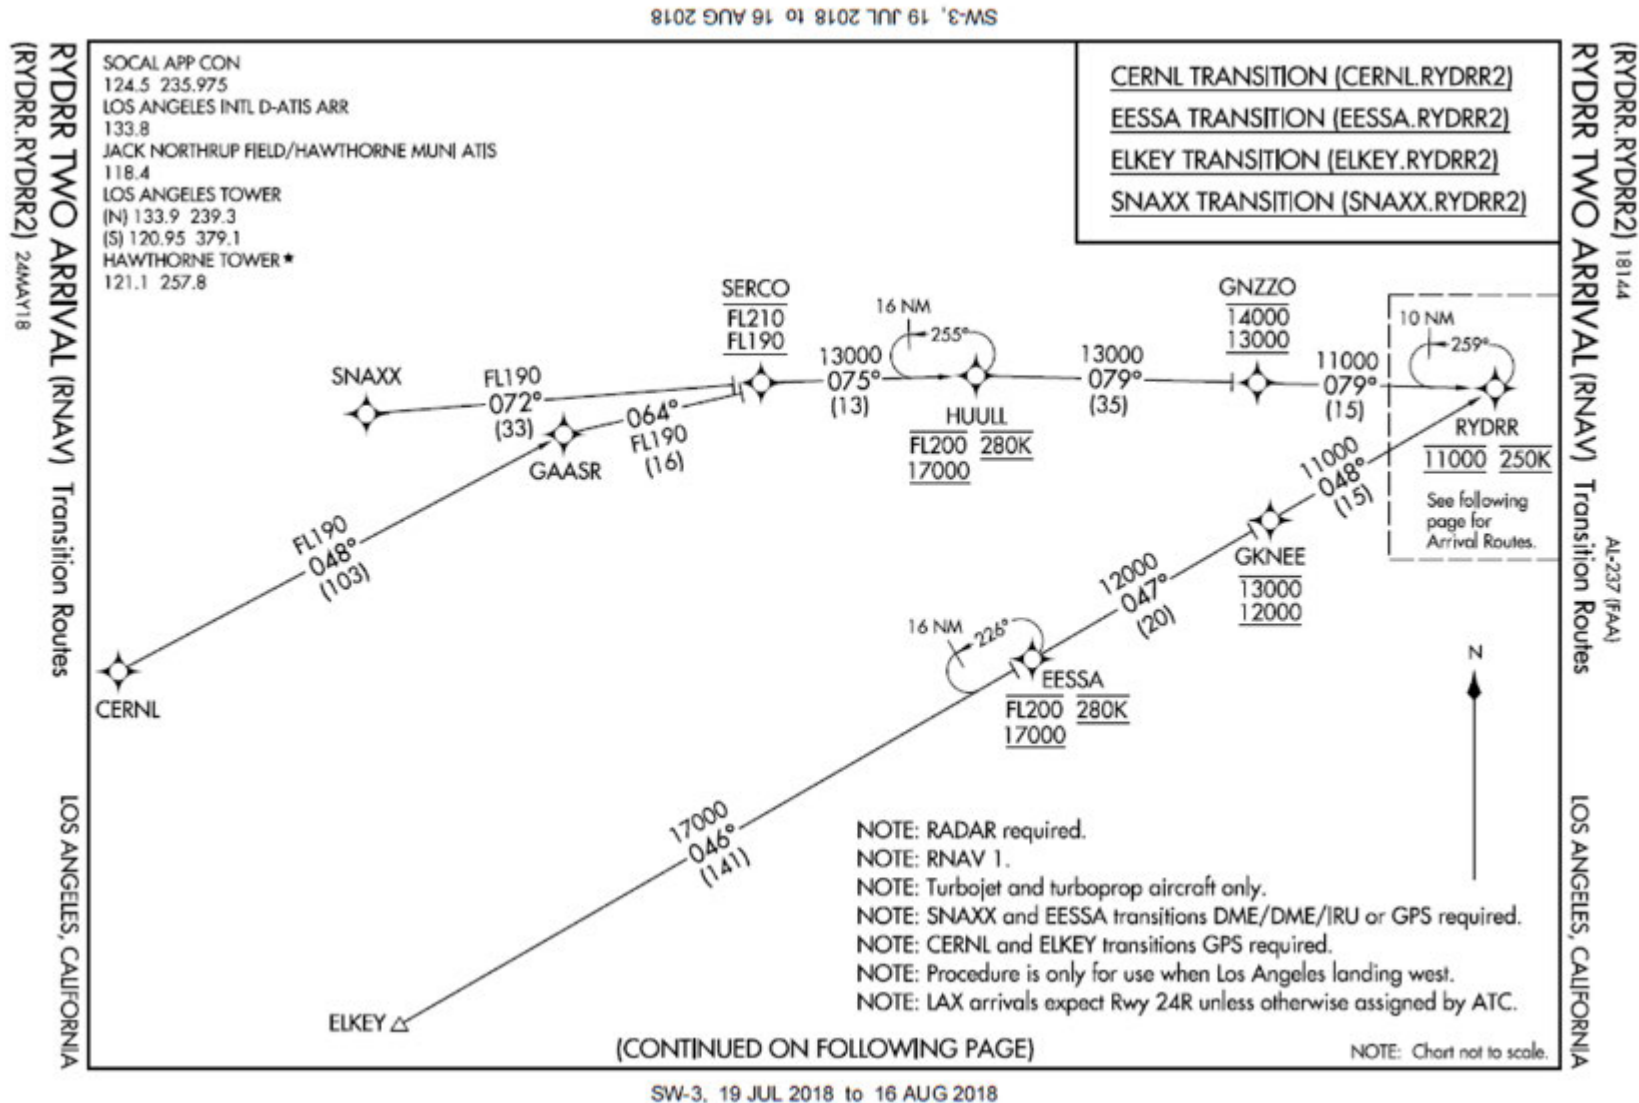 SW-3, 19 JUL 2018 to 16 AUG 2018
(RYDRR.RYDRR2) 24MAY18
RYDRR TWO ARRIVAL (RNAV) Transition Routes
LOS ANGELES, CALIFORNIA
SOCAL APP CON
124.5 235.975
LOS ANGELES INTL D-ATIS ARR
133.8
JACK NORTHRUP FIELD/HAWTHORNE MUNI ATIS
118.4
LOS ANGELES TOWER
(N) 133.9 239.3
(S) 120.95 379.1
HAWTHORNE TOWER★
121.1 257.8
CERNL TRANSITION (CERNL.RYDRR2)
EESSA TRANSITION (EESSA.RYDRR2)
ELKEY TRANSITION (ELKEY.RYDRR2)
SNAXX TRANSITION (SNAXX.RYDRR2)
SNAXX
FL190
072°
(33)
GAASR
064°
FL190
(16)
SERCO
FL210
FL190
13000
075°
(13)
16 NM
255°
HUULL
FL200 280K
17000
13000
079°
(35)
GNZZO
14000
13000
11000
079°
(15)
10 NM
259°
RYDRR
11000 250K
See following
page for
Arrival Routes.
11000
048°
(15)
GKNEE
13000
12000
12000
047°
(20)
16 NM
226°
EESSA
FL200 280K
17000
FL190
048°
(103)
CERNL
17000
046°
(141)
ELKEY
N
NOTE: RADAR required.
NOTE: RNAV 1.
NOTE: Turbojet and turboprop aircraft only.
NOTE: SNAXX and EESSA transitions DME/DME/IRU or GPS required.
NOTE: CERNL and ELKEY transitions GPS required.
NOTE: Procedure is only for use when Los Angeles landing west.
NOTE: LAX arrivals expect Rwy 24R unless otherwise assigned by ATC.
(CONTINUED ON FOLLOWING PAGE)
NOTE: Chart not to scale.
(RYDRR.RYDRR2) 18144
AL-237 (FAA)
RYDRR TWO ARRIVAL (RNAV) Transition Routes
LOS ANGELES, CALIFORNIA
SW-3, 19 JUL 2018 to 16 AUG 2018